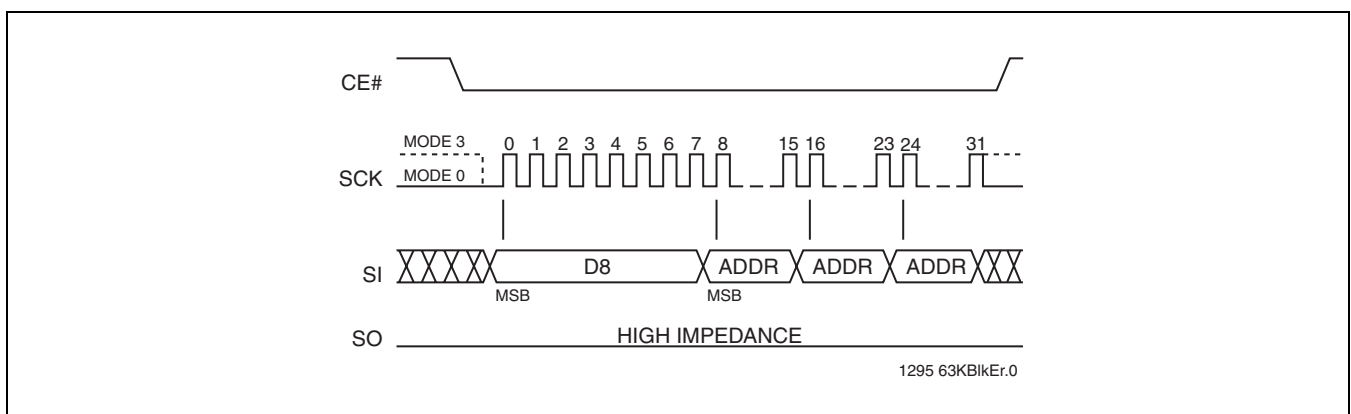 CE#
MODE 3
0 1 2 3 4 5 6 7 8 15 16 23 24 31
SCK
MODE 0
SI
D8 ADDR ADDR ADDR
MSB MSB
SO
HIGH IMPEDANCE
1295 63KBlkEr.0